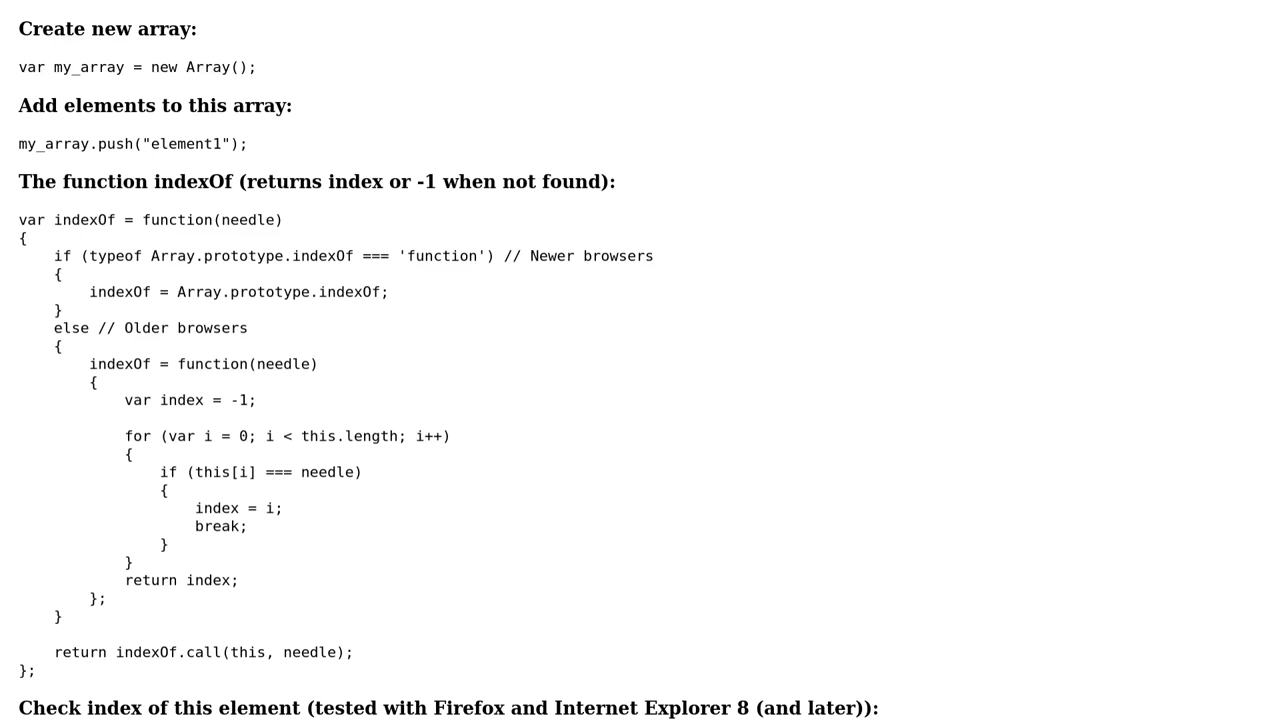 Create new array:
var my_array = new Array();
Add elements to this array:
my_array.push("element1");
The function indexOf (returns index or -1 when not found):
var indexOf = function(needle)
{
    if (typeof Array.prototype.indexOf === 'function') // Newer browsers
    {
        indexOf = Array.prototype.indexOf;
    }
    else // Older browsers
    {
        indexOf = function(needle)
        {
            var index = -1;

            for (var i = 0; i < this.length; i++)
            {
                if (this[i] === needle)
                {
                    index = i;
                    break;
                }
            }
            return index;
        };
    }

    return indexOf.call(this, needle);
};
Check index of this element (tested with Firefox and Internet Explorer 8 (and later)):